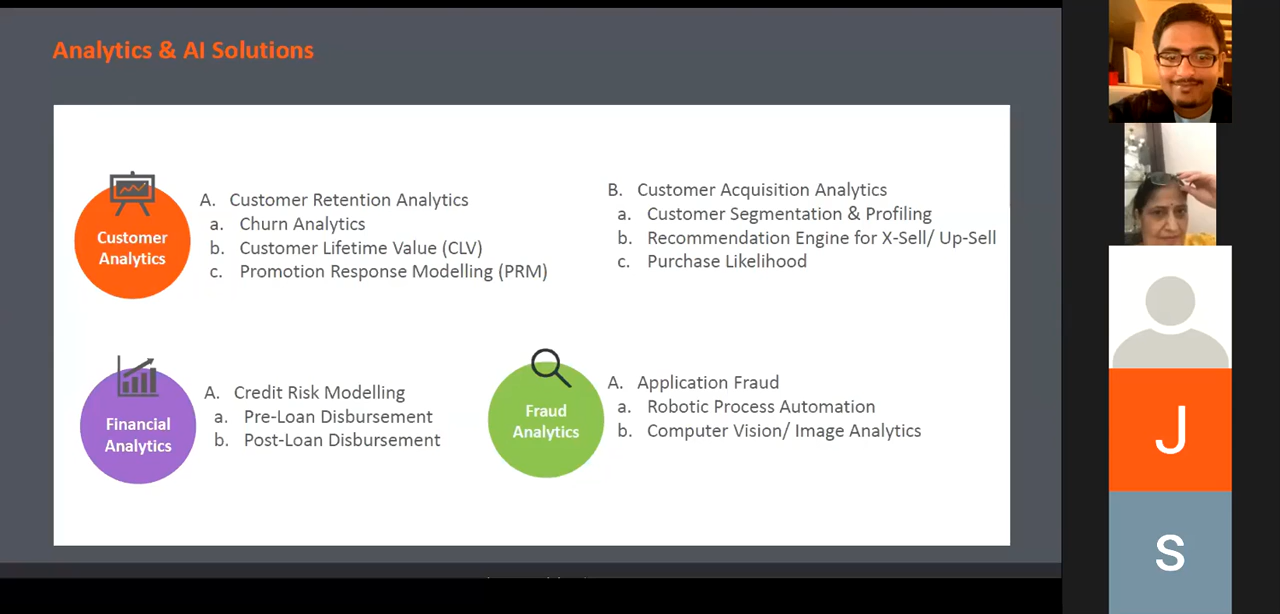 Analytics & AI Solutions
Customer
Analytics
A. Customer Retention Analytics
a. Churn Analytics
b. Customer Lifetime Value (CLV)
c. Promotion Response Modelling (PRM)
B. Customer Acquisition Analytics
a. Customer Segmentation & Profiling
b. Recommendation Engine for X-Sell/ Up-Sell
c. Purchase Likelihood
Financial
Analytics
A. Credit Risk Modelling
a. Pre-Loan Disbursement
b. Post-Loan Disbursement
Fraud
Analytics
A. Application Fraud
a. Robotic Process Automation
b. Computer Vision/ Image Analytics
J
S